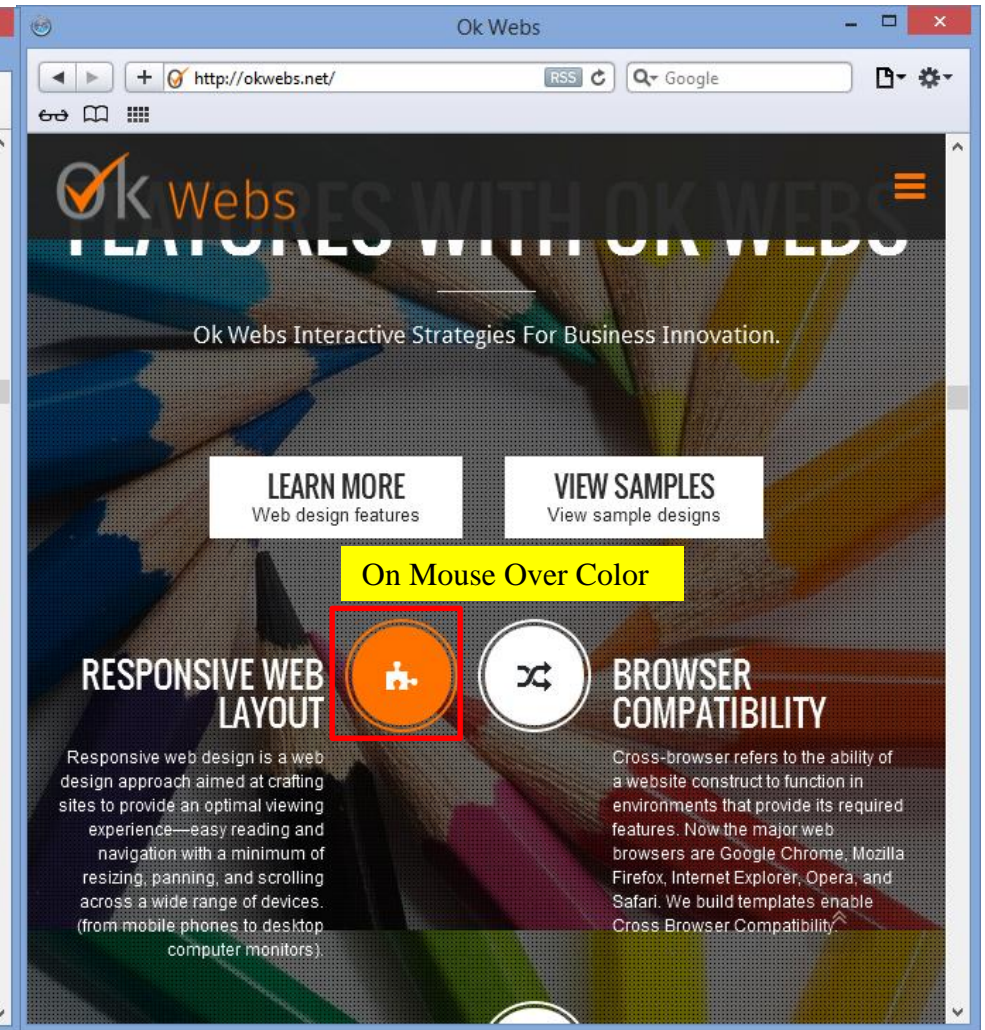 Ok Webs
http://okwebs.net/
RSS
Google
Ok Webs
FEATURES WITH OK WEBS
Ok Webs Interactive Strategies For Business Innovation.
LEARN MORE
Web design features
VIEW SAMPLES
View sample designs
On Mouse Over Color
RESPONSIVE WEB
LAYOUT
Responsive web design is a web
design approach aimed at crafting
sites to provide an optimal viewing
experience—easy reading and
navigation with a minimum of
resizing, panning, and scrolling
across a wide range of devices.
(from mobile phones to desktop
computer monitors).
BROWSER
COMPATIBILITY
Cross-browser refers to the ability of
a website construct to function in
environments that provide its required
features. Now the major web
browsers are Google Chrome, Mozilla
Firefox, Internet Explorer, Opera, and
Safari. We build templates enable
Cross Browser Compatibility.